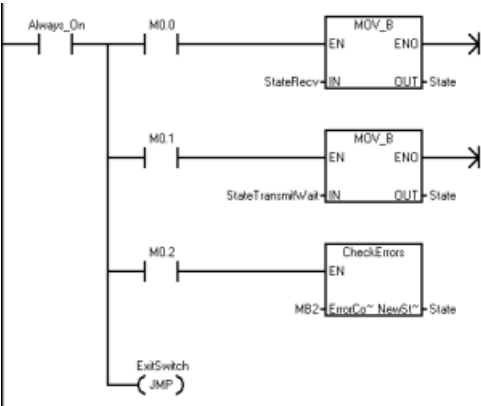 Always_On M0.0 MOV_B
EN ENO
StateRecv IN OUT State
M0.1 MOV_B
EN ENO
StateTransmitWait IN OUT State
M0.2 CheckErrors
EN
MB2 ErrorCo~ NewSt~ State
ExitSwitch
JMP